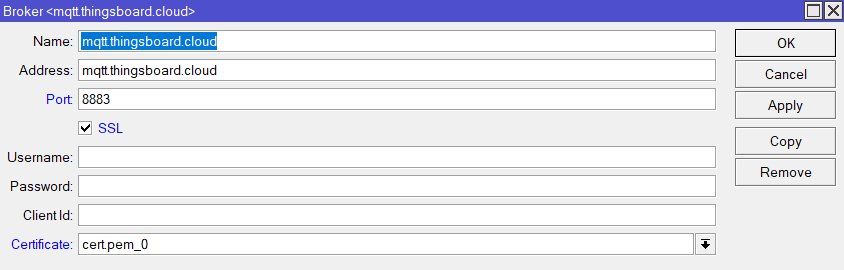 Broker <mqtt.thingsboard.cloud>
Name: mqtt.thingsboard.cloud
OK
Address: mqtt.thingsboard.cloud
Cancel
Port: 8883
Apply
SSL
Copy
Username:
Password:
Remove
Client Id:
Certificate: cert.pem_0